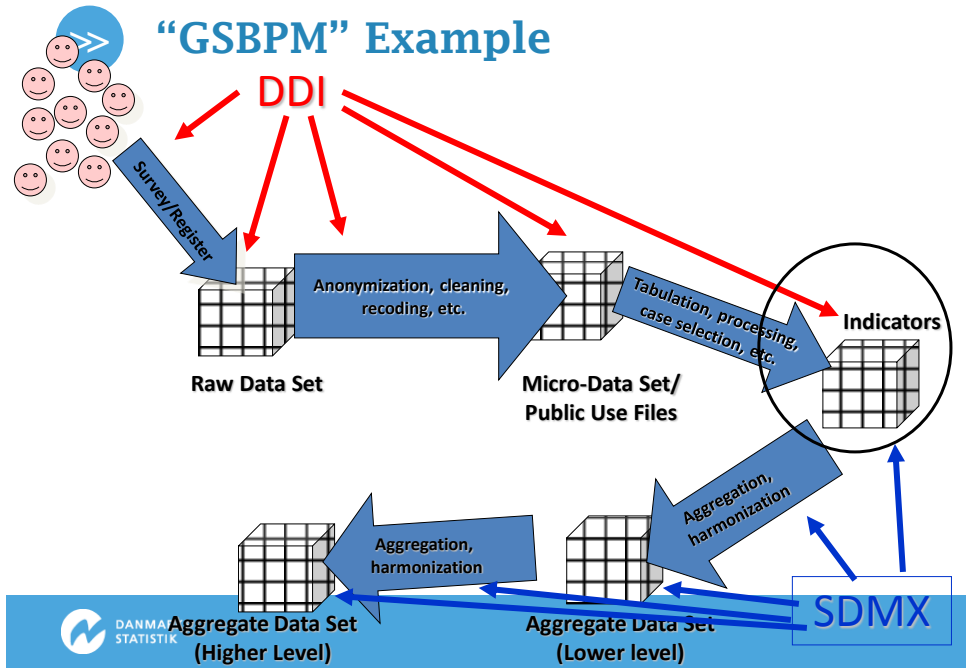 “GSBPM” Example
DDI
Survey/Register
Anonymization, cleaning,
recoding, etc.
Tabulation, processing,
case selection, etc.
Indicators
Raw Data Set
Micro-Data Set/
Public Use Files
Aggregation,
harmonization
Aggregation,
harmonization
SDMX
STATISTIK
Aggregate Data Set
(Higher Level)
Aggregate Data Set
(Lower level)